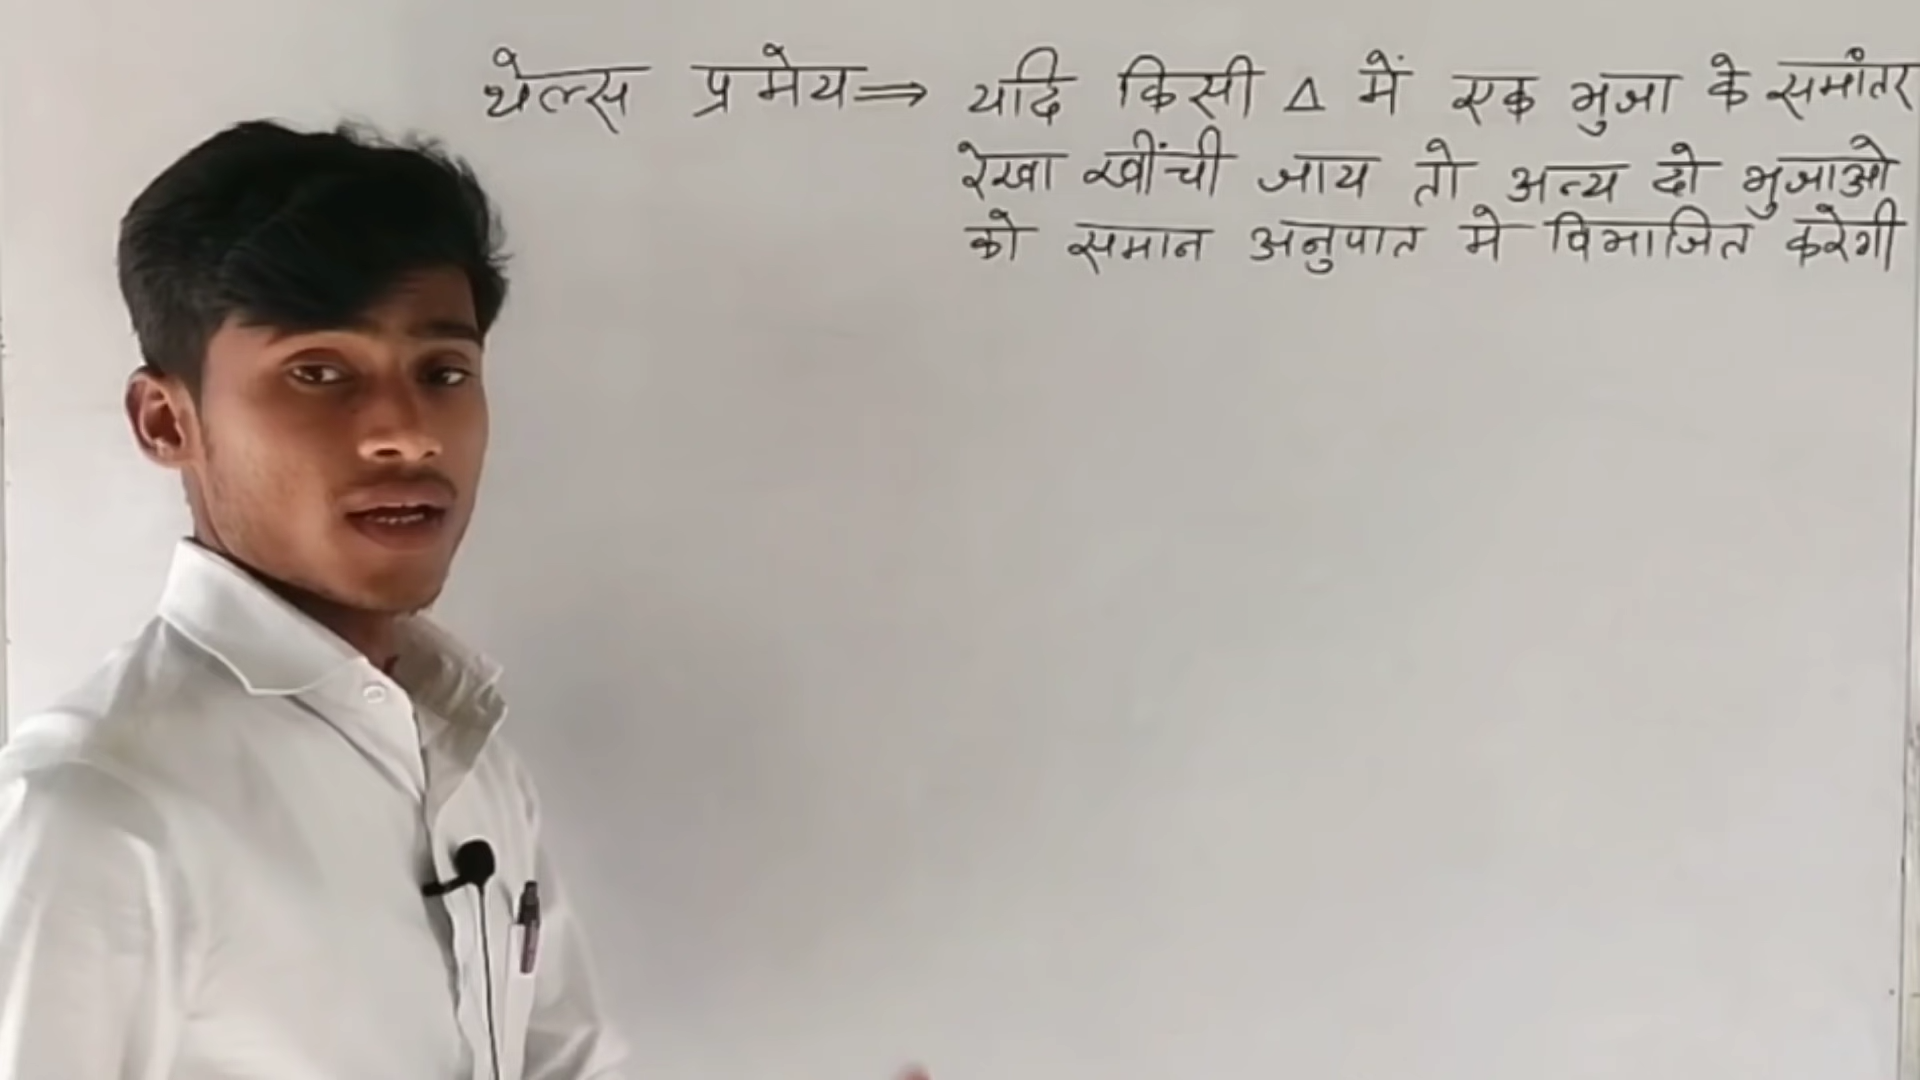 थेल्स प्रमेय ⇒ यदि किसी Δ में एक भुजा के समांतर
रेखा खींची जाय तो अन्य दो भुजाओ
को समान अनुपात मे विभाजित करेगी